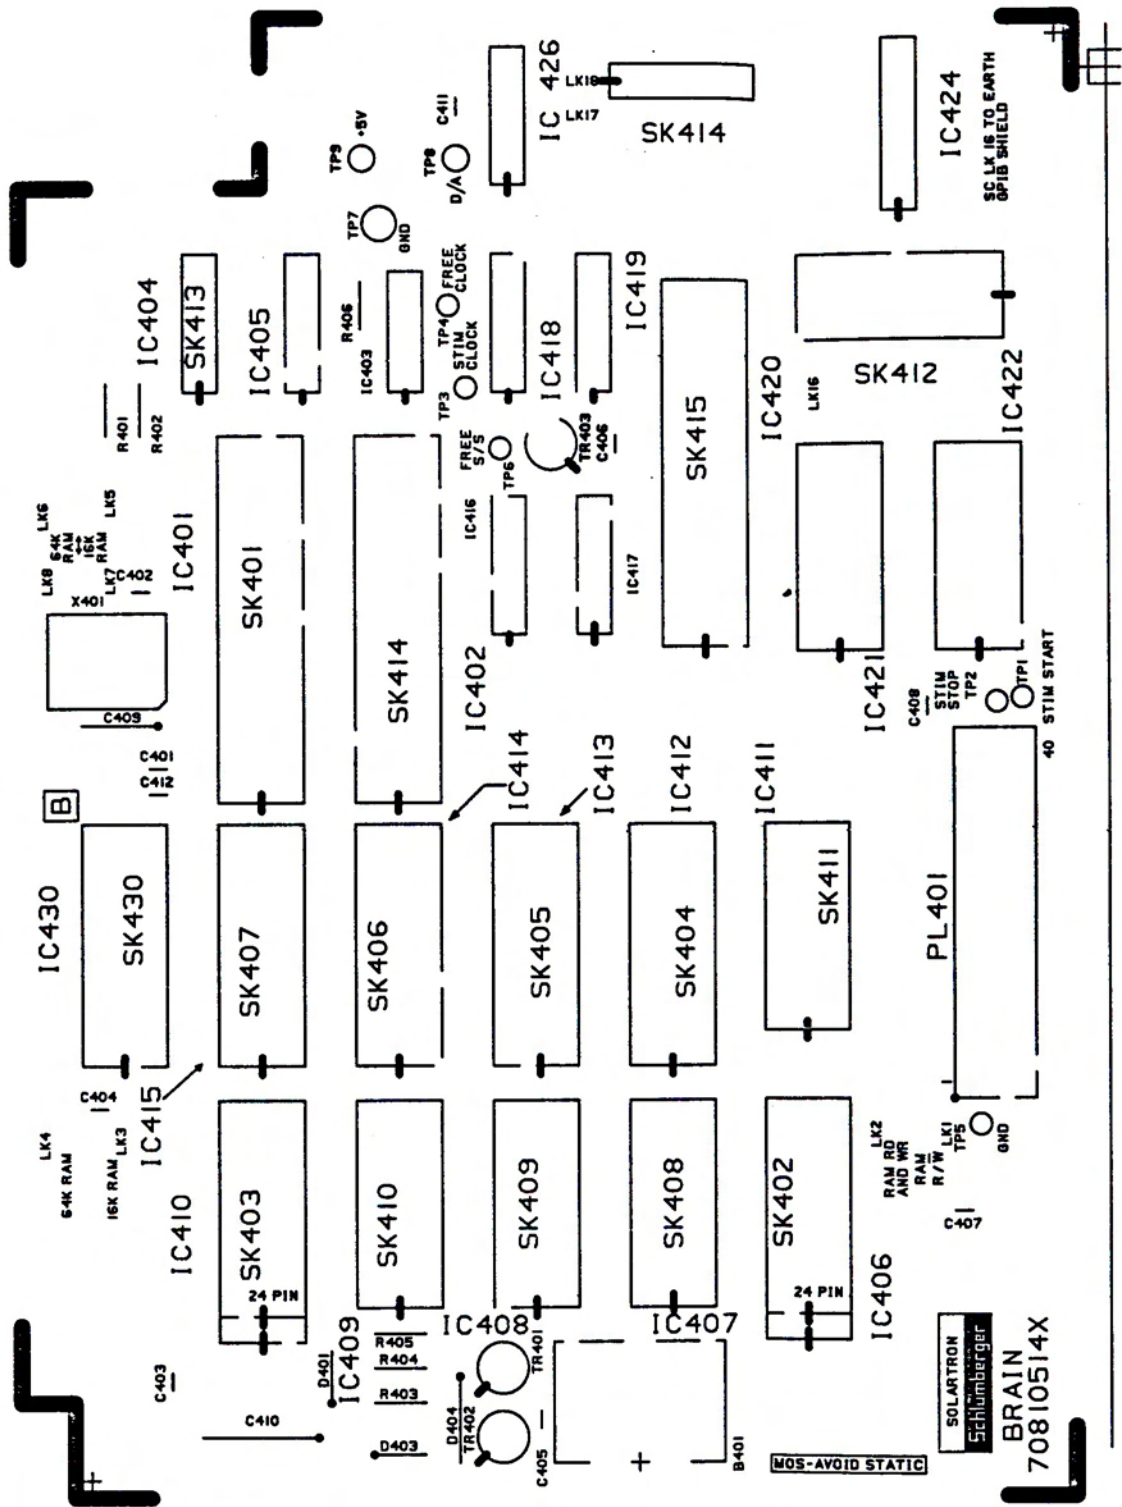 IC
426
LK18
LK17
SK414
IC424
SC LK 16 TO EARTH
GPIB SHIELD
C411
TP9
+5V
TP8
D/A
TP7
GND
IC404
SK413
IC405
R406
IC403
TP4
FREE
CLOCK
TP3
STIM
CLOCK
IC418
IC419
SK412
LK16
IC420
IC422
R401
R402
FREE
S/S
TP6
TR403
C406
SK415
LK6
64K
RAM
↔
16K
RAM
LK5
LK8
LK7
C402
X401
IC401
SK401
IC416
IC417
SK414
IC402
IC421
C408
STIM
STOP
TP2
TP1
40 STIM START
C409
C401
C412
B
IC414
IC413
IC412
IC411
IC430
SK430
SK407
SK406
SK405
SK404
SK411
PL401
C404
IC415
LK4
64K RAM
LK3
16K RAM
LK2
RAM RD
AND WR
RAM
R/W
LK1
TP5
GND
C407
IC410
SK403
24 PIN
SK410
SK409
SK408
SK402
24 PIN
IC406
IC409
IC408
IC407
R405
R404
R403
D401
C403
C410
D403
D404
TR402
TR401
C405
B401
MOS-AVOID STATIC
SOLARTRON
Schlumberger
BRAIN
70810514X